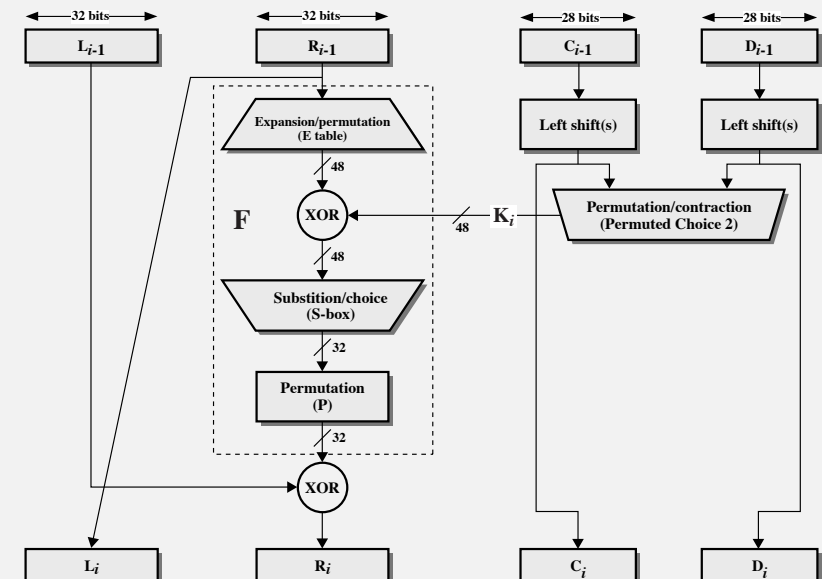 32 bits
32 bits
28 bits
28 bits
Li-1
Ri-1
Ci-1
Di-1
Expansion/permutation
(E table)
Left shift(s)
Left shift(s)
48
F
XOR
48
Ki
Permutation/contraction
(Permuted Choice 2)
48
Substition/choice
(S-box)
32
Permutation
(P)
32
XOR
Li
Ri
Ci
Di